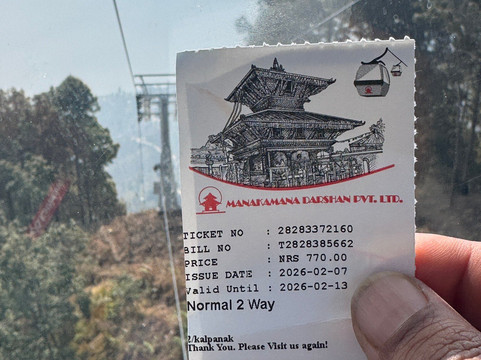 MANAKAMANA DARSHAN PVT. LTD.
TICKET NO : 28283372160
BILL NO : T2828385662
PRICE : NRS 770.00
ISSUE DATE : 2026-02-07
Valid Until : 2026-02-13
Normal 2 Way
2/kalpanak
Thank You. Please Visit us again!